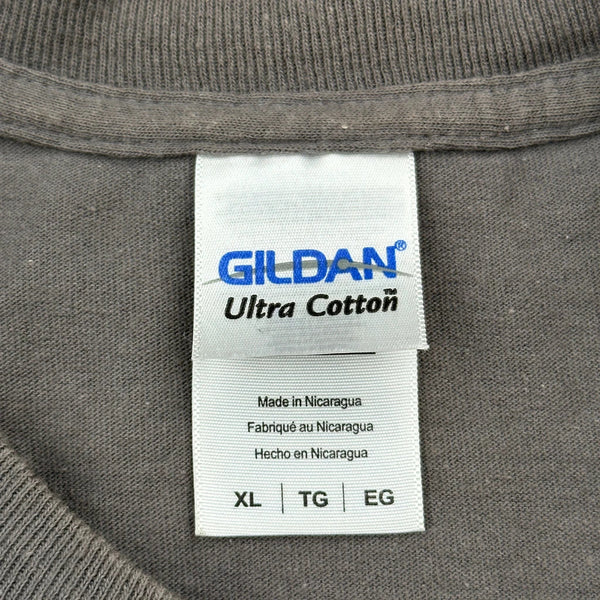 GILDAN®
Ultra Cotton™
Made in Nicaragua
Fabriqué au Nicaragua
Hecho en Nicaragua
XL | TG | EG